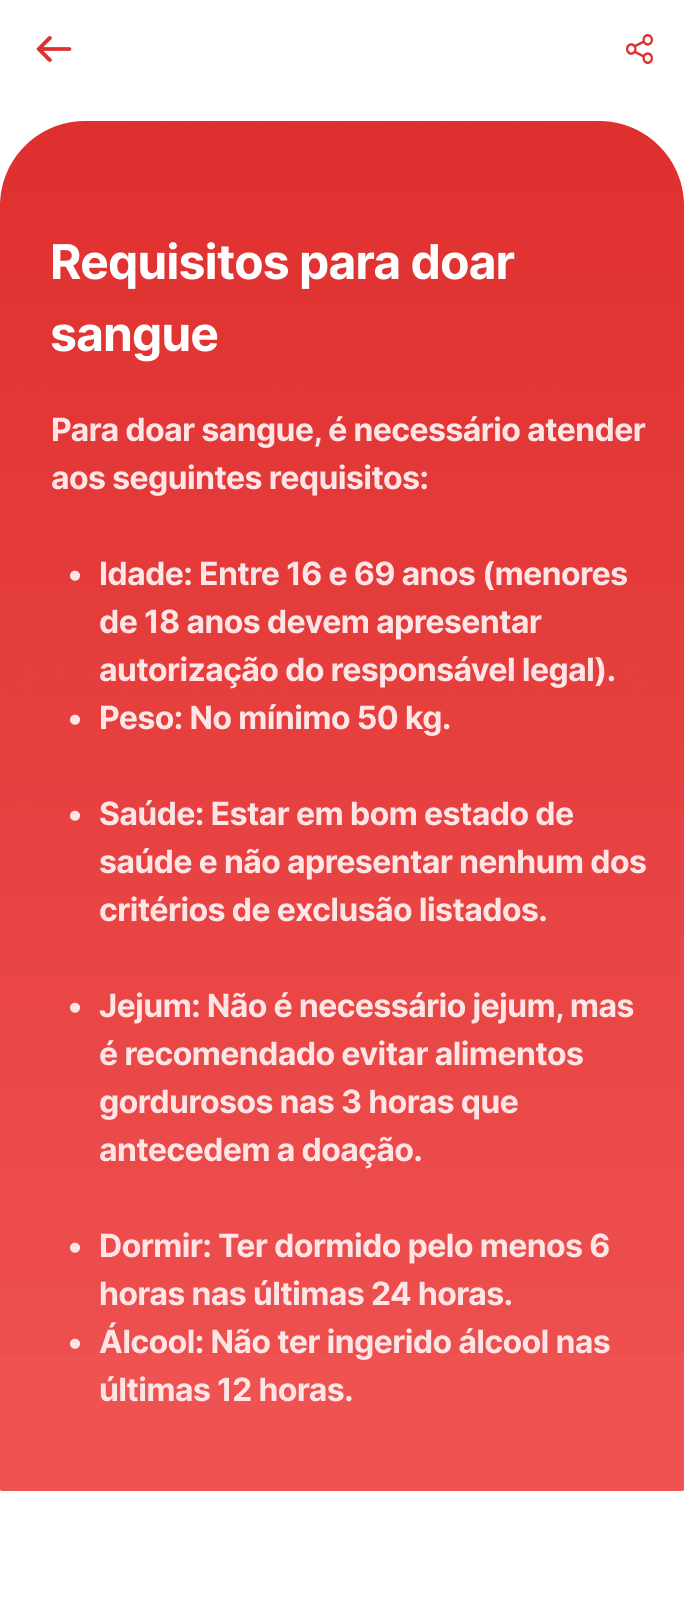 Requisitos para doar
sangue
Para doar sangue, é necessário atender
aos seguintes requisitos:
• Idade: Entre 16 e 69 anos (menores
de 18 anos devem apresentar
autorização do responsável legal).
• Peso: No mínimo 50 kg.
• Saúde: Estar em bom estado de
saúde e não apresentar nenhum dos
critérios de exclusão listados.
• Jejum: Não é necessário jejum, mas
é recomendado evitar alimentos
gordurosos nas 3 horas que
antecedem a doação.
• Dormir: Ter dormido pelo menos 6
horas nas últimas 24 horas.
• Álcool: Não ter ingerido álcool nas
últimas 12 horas.